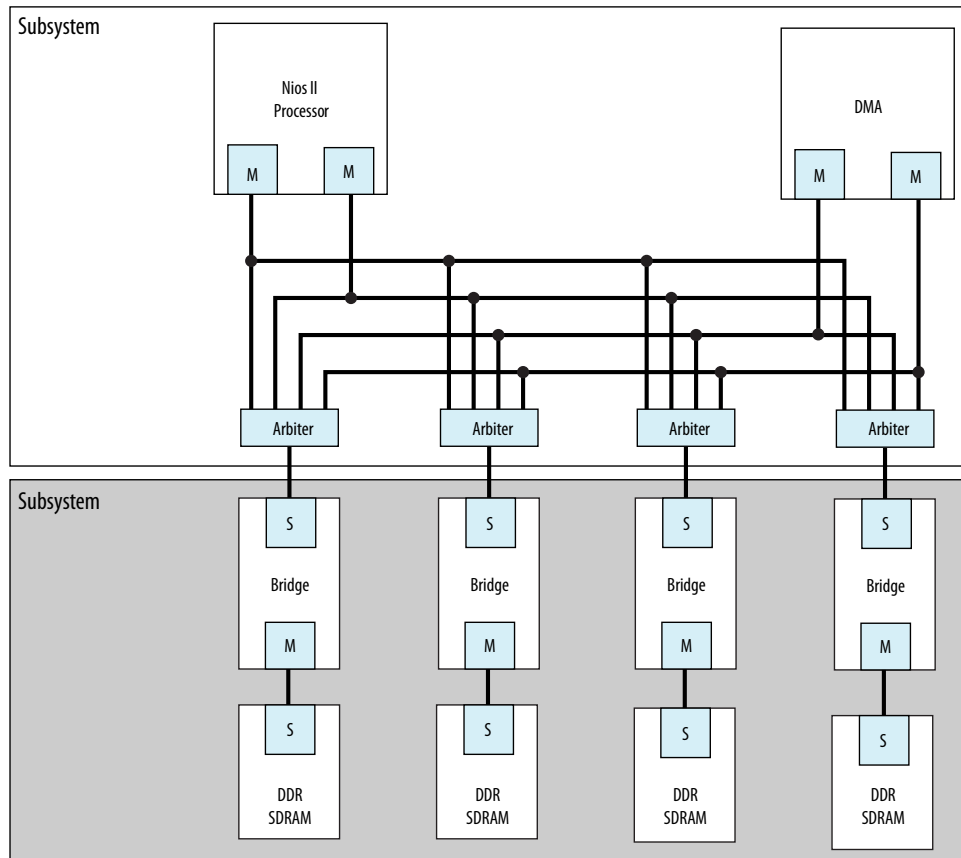 Subsystem
Nios II
Processor
DMA
M
M
M
M
Arbiter
Arbiter
Arbiter
Arbiter
Subsystem
S
S
S
S
Bridge
Bridge
Bridge
Bridge
M
M
M
M
S
S
S
S
DDR
SDRAM
DDR
SDRAM
DDR
SDRAM
DDR
SDRAM